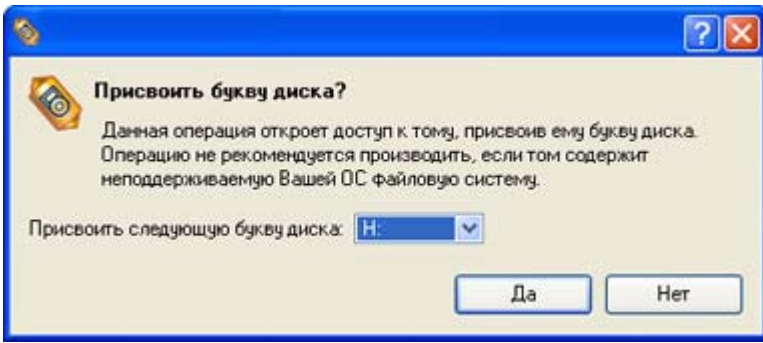 Присвоить букву диска?
Данная операция откроет доступ к тому, присвоив ему букву диска.
Операцию не рекомендуется производить, если том содержит
неподдерживаемую Вашей ОС файловую систему.
Присвоить следующую букву диска: H:
Да Нет